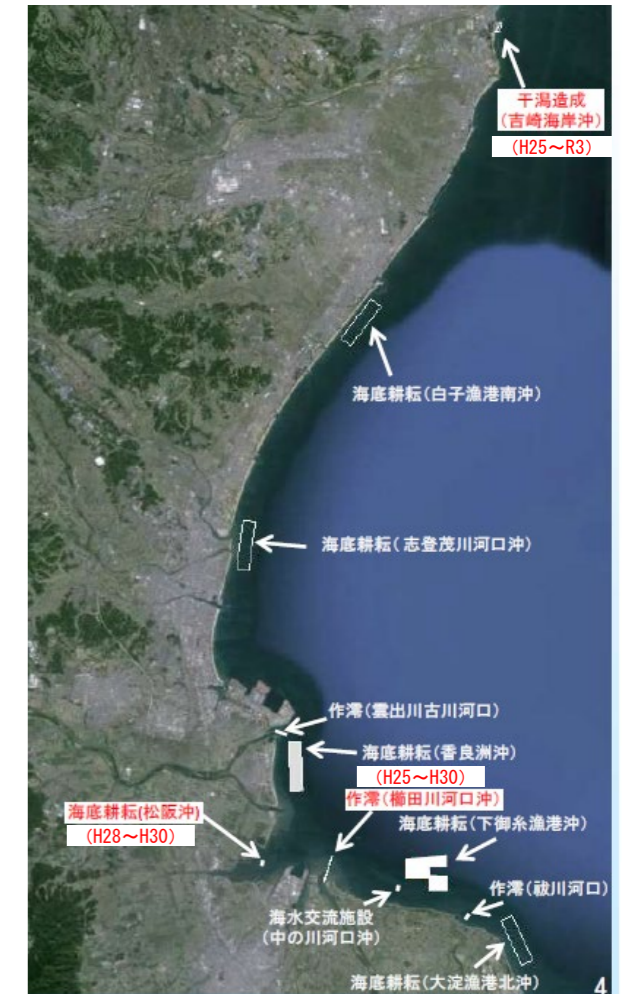 干潟造成
（吉崎海岸沖）
（H25～R3）
海底耕耘（白子漁港南沖）
海底耕耘（志登茂川河口沖）
作澪（雲出川古川河口）
海底耕耘（香良洲沖）
（H25～H30）
作澪（櫛田川河口沖）
海底耕耘(松阪沖)
（H28～H30）
海底耕耘（下御糸漁港沖）
作澪（祓川河口）
海水交流施設
（中の川河口沖）
海底耕耘（大淀漁港北沖）
4